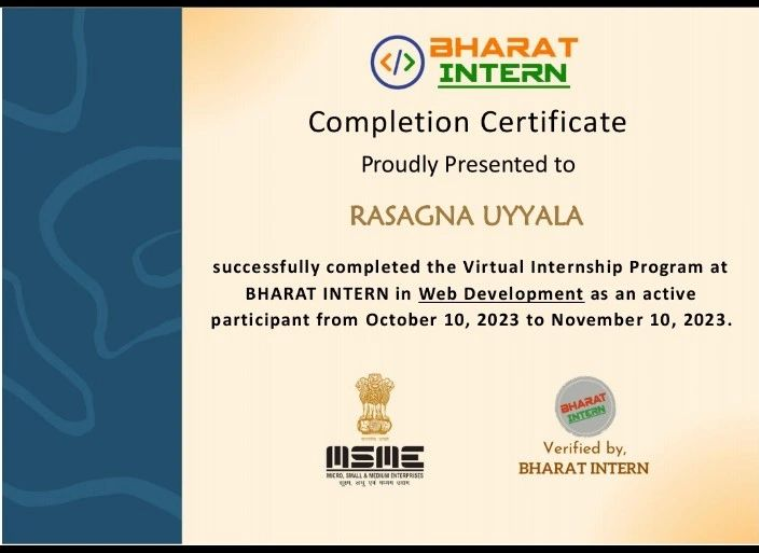 </> BHARAT
INTERN
Completion Certificate
Proudly Presented to
RASAGNA UYYALA
successfully completed the Virtual Internship Program at
BHARAT INTERN in Web Development as an active
participant from October 10, 2023 to November 10, 2023.
MSME
MICRO, SMALL & MEDIUM ENTERPRISES
सूक्ष्म, लघु एवं मध्यम उद्यम
BHARAT
INTERN
Verified by,
BHARAT INTERN